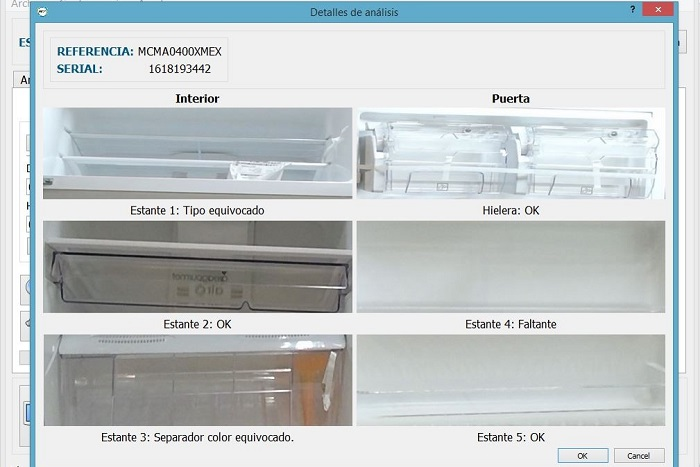 Detalles de análisis
?
REFERENCIA: MCMA0400XMEX
SERIAL: 1618193442
Interior
Puerta
Estante 1: Tipo equivocado
Hielera: OK
Estante 2: OK
Estante 4: Faltante
Estante 3: Separador color equivocado.
Estante 5: OK
OK
Cancel